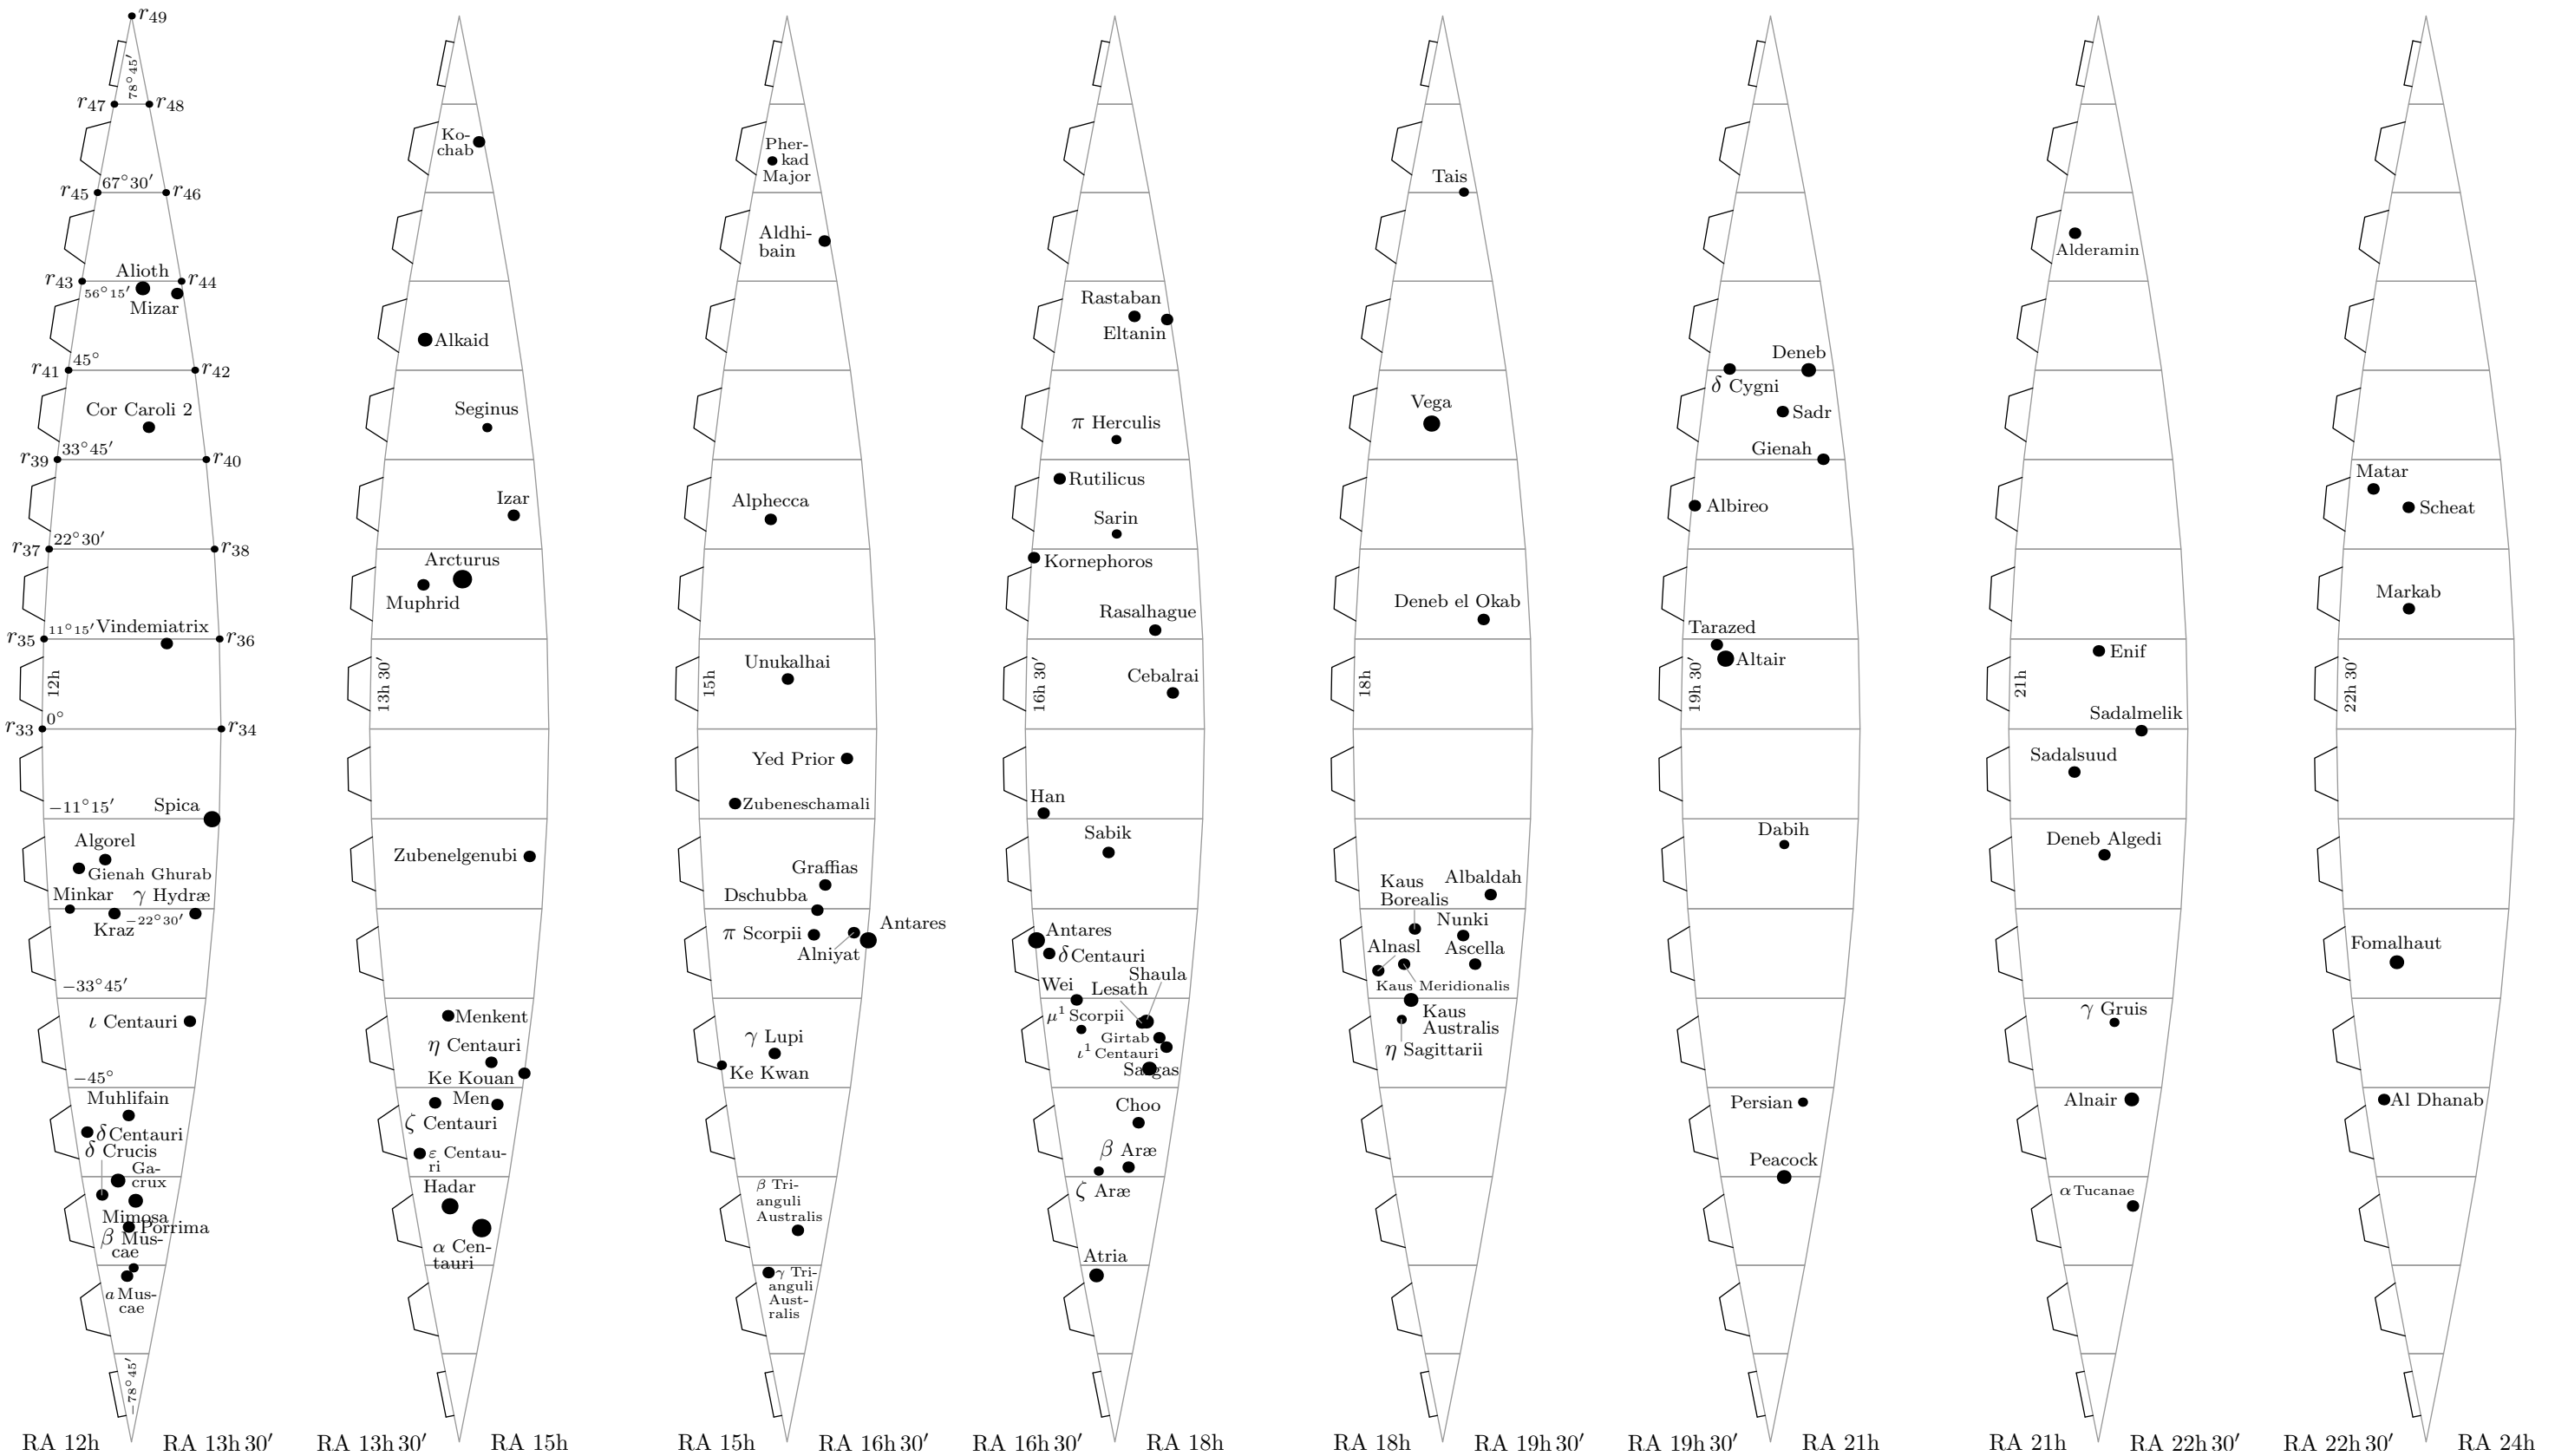 r49
78°45′
r47
r48
r45
67°30′
r46
Alioth
r43
r44
56°15′
Mizar
r41
45°
r42
Cor Caroli 2
r39
33°45′
r40
r37
22°30′
r38
r35
11°15′
Vindemiatrix
r36
12h
r33
0°
r34
−11°15′
Spica
Algorel
Gienah Ghurab
Minkar
γ Hydræ
Kraz
−22°30′
−33°45′
ι Centauri
−45°
Muhlifain
δ Centauri
δ Crucis
Ga-
crux
Mimosa
Porrima
β Mus-
cae
a Mus-
cae
−78°45′
RA 12h
RA 13h 30′
Ko-
chab
Alkaid
Seginus
Izar
Arcturus
Muphrid
13h 30′
Zubenelgenubi
Menkent
η Centauri
Ke Kouan
Men
ζ Centauri
ε Centau-
ri
Hadar
α Cen-
tauri
RA 13h 30′
RA 15h
Pher-
kad
Major
Aldhi-
bain
Alphecca
Unukalhai
15h
Yed Prior
Zubeneschamali
Graffias
Dschubba
Antares
π Scorpii
Alniyat
γ Lupi
Ke Kwan
β Tri-
anguli
Australis
γ Tri-
anguli
Aust-
ralis
RA 15h
RA 16h 30′
Rastaban
Eltanin
π Herculis
Rutilicus
Sarin
Kornephoros
Rasalhague
Cebalrai
16h 30′
Han
Sabik
Antares
δ Centauri
Shaula
Wei
Lesath
μ1 Scorpii
Girtab
ι1 Centauri
Sargas
Choo
β Aræ
ζ Aræ
Atria
RA 16h 30′
RA 18h
Tais
Vega
Deneb el Okab
18h
Kaus
Borealis
Albaldah
Nunki
Alnasl
Ascella
Kaus Meridionalis
Kaus
Australis
η Sagittarii
RA 18h
RA 19h 30′
Deneb
δ Cygni
Sadr
Gienah
Albireo
Tarazed
Altair
19h 30′
Dabih
Persian
Peacock
RA 19h 30′
RA 21h
Alderamin
Enif
21h
Sadalmelik
Sadalsuud
Deneb Algedi
γ Gruis
Alnair
α Tucanae
RA 21h
RA 22h 30′
Matar
Scheat
Markab
22h 30′
Fomalhaut
Al Dhanab
RA 22h 30′
RA 24h